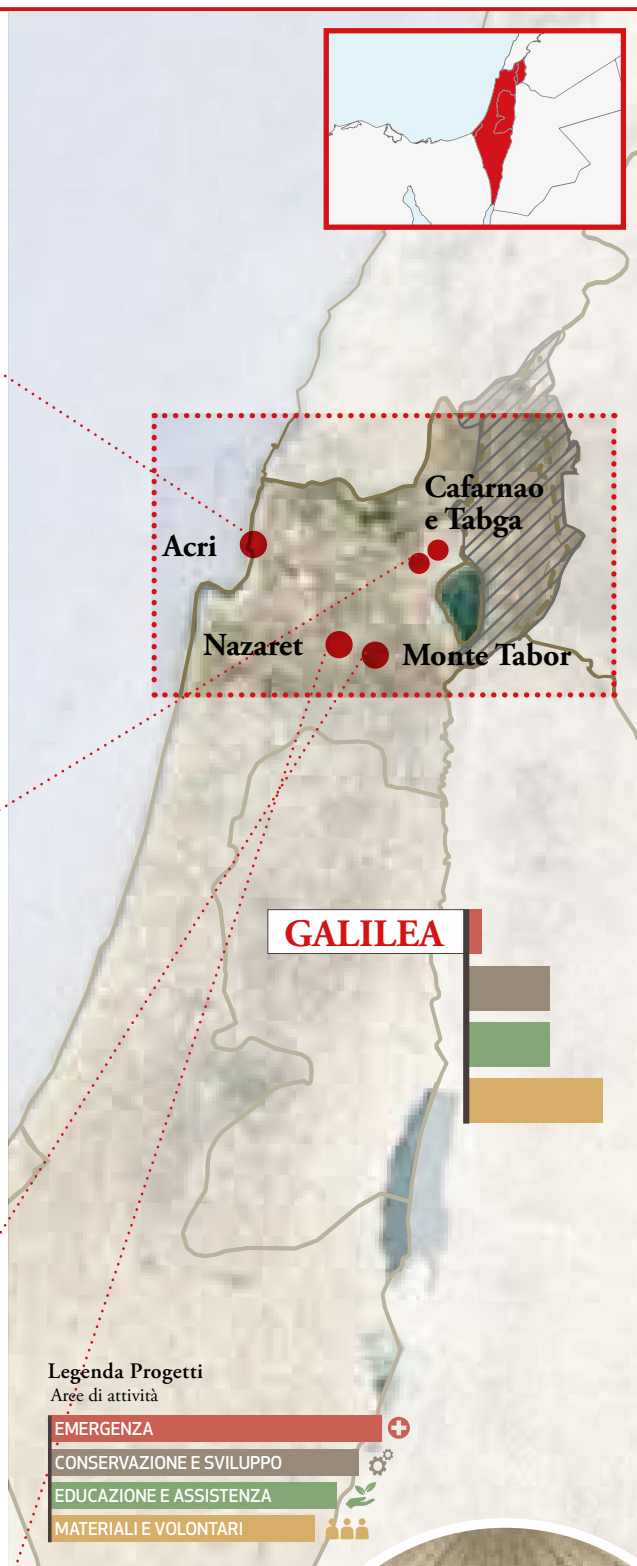 Cafarnao
e Tabga
Acri
Nazaret
Monte Tabor
GALILEA
Legenda Progetti
Aree di attività
EMERGENZA
CONSERVAZIONE E SVILUPPO
EDUCAZIONE E ASSISTENZA
MATERIALI E VOLONTARI